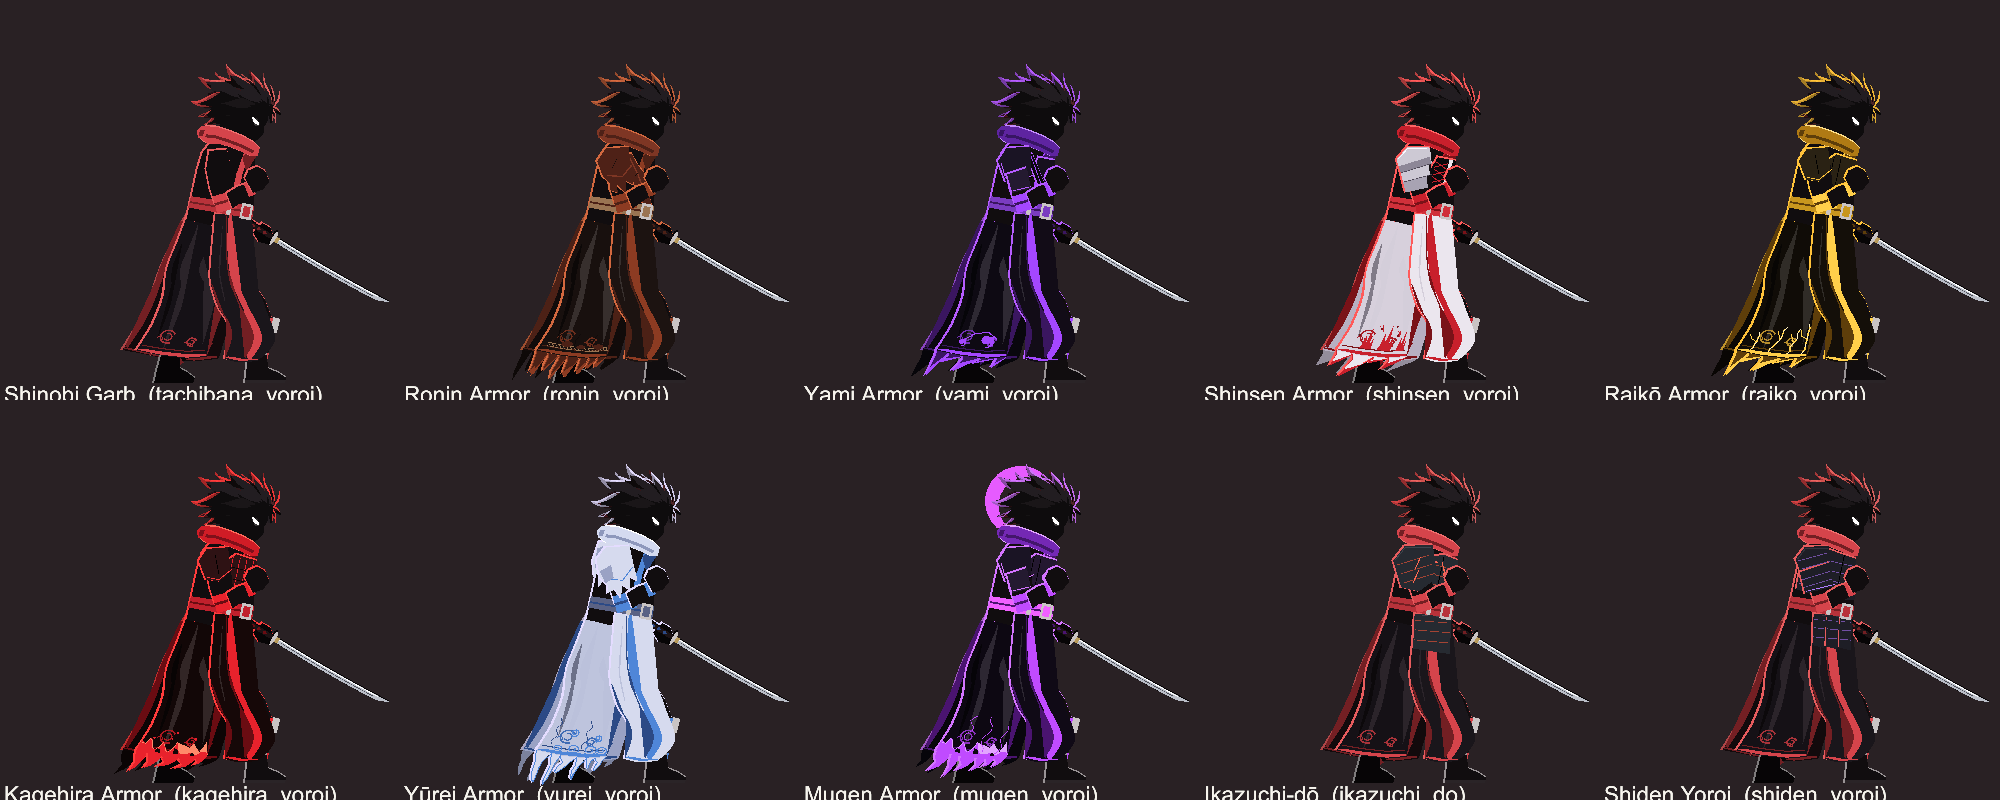 Shinobi Garb (tachibana_yoroi)
Ronin Armor (ronin_yoroi)
Yami Armor (yami_yoroi)
Shinsen Armor (shinsen_yoroi)
Raikō Armor (raiko_yoroi)
Kagehira Armor (kagehira_yoroi)
Yūrei Armor (yurei_yoroi)
Mugen Armor (mugen_yoroi)
Ikazuchi-dō (ikazuchi_do)
Shiden Yoroi (shiden_yoroi)